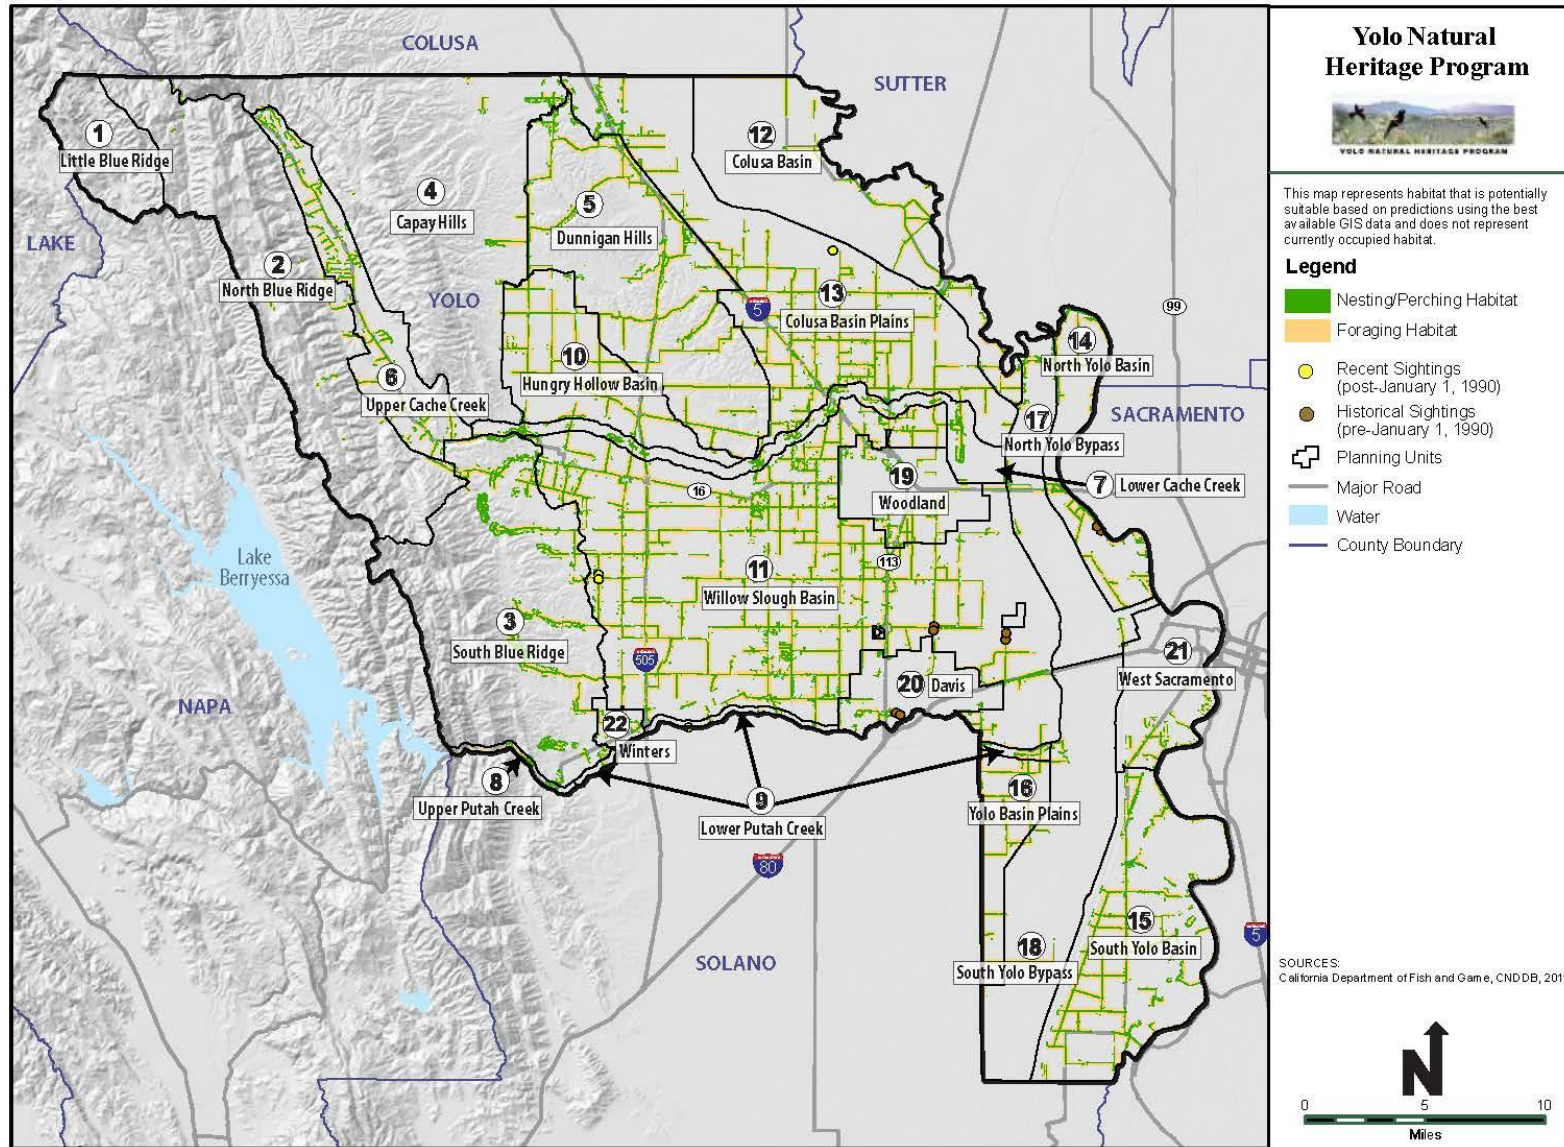 COLUSA
SUTTER
LAKE
YOLO
SACRAMENTO
NAPA
SOLANO
1
Little Blue Ridge
2
North Blue Ridge
3
South Blue Ridge
4
Capay Hills
5
Dunnigan Hills
6
Upper Cache Creek
7
Lower Cache Creek
8
Upper Putah Creek
9
Lower Putah Creek
10
Hungry Hollow Basin
11
Willow Slough Basin
12
Colusa Basin
13
Colusa Basin Plains
14
North Yolo Basin
15
South Yolo Basin
16
Yolo Basin Plains
17
North Yolo Bypass
18
South Yolo Bypass
19
Woodland
20
Davis
21
West Sacramento
22
Winters
Lake
Berryessa
5
16
113
505
80
99
5
Yolo Natural
Heritage Program
YOLO NATURAL HERITAGE PROGRAM
This map represents habitat that is potentially
suitable based on predictions using the best
available GIS data and does not represent
currently occupied habitat.
Legend
Nesting/Perching Habitat
Foraging Habitat
Recent Sightings
(post-January 1, 1990)
Historical Sightings
(pre-January 1, 1990)
Planning Units
Major Road
Water
County Boundary
SOURCES:
California Department of Fish and Game, CNDDB, 201
N
0 5 10
Miles